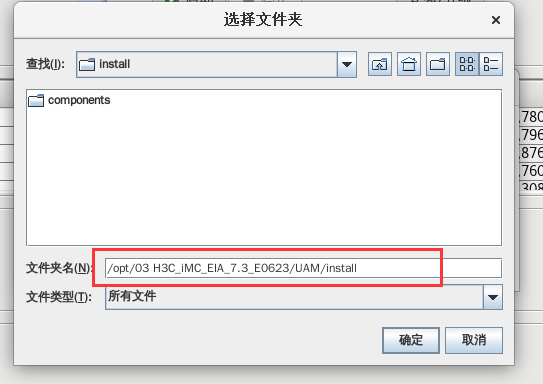 选择文件夹
查找(I):
install
components
文件夹名(N):
/opt/03 H3C_iMC_EIA_7.3_E0623/UAM/install
文件类型(T):
所有文件
确定
取消
,780
,796
,876
,760
,308